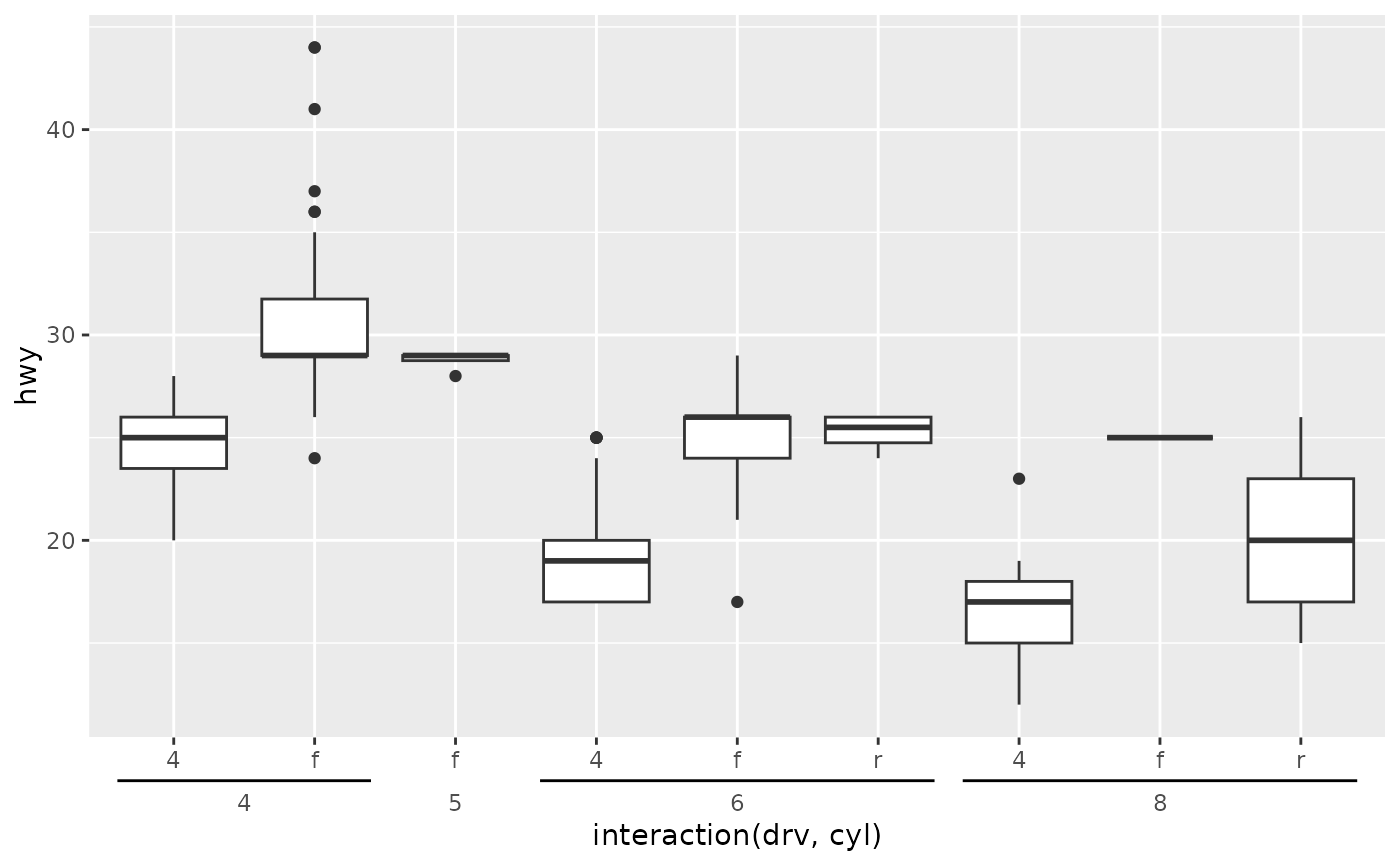 40
30
20
hwy
4 f f 4 f r 4 f r
4 5 6 8
interaction(drv, cyl)